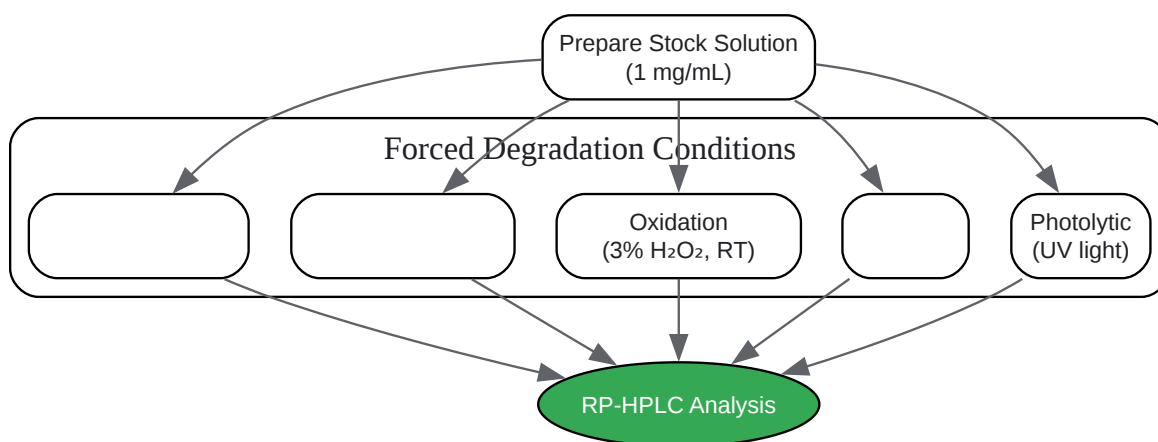 Prepare Stock Solution
(1 mg/mL)
Forced Degradation Conditions
Oxidation
(3% H₂O₂, RT)
Photolytic
(UV light)
RP-HPLC Analysis